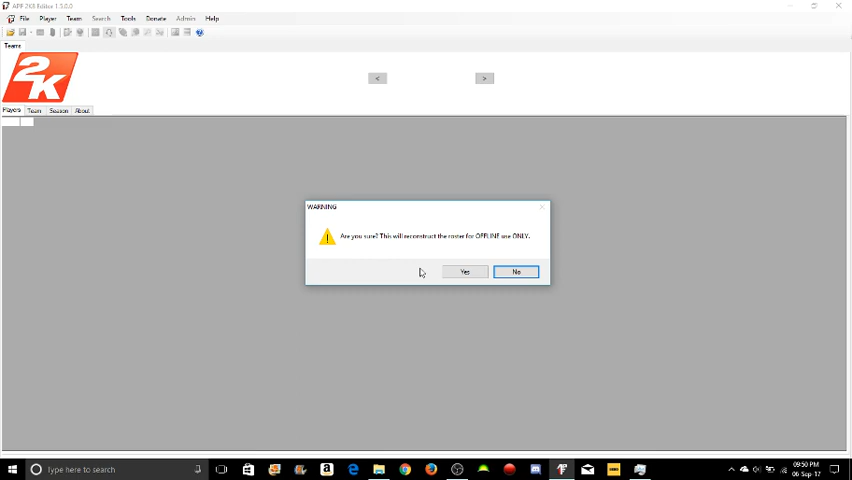 APF 2K8 Editor 1.5.0.0
File Player Team Search Tools Donate Admin Help
Teams
2K
< >
Players Team Season About
WARNING
Are you sure? This will reconstruct the roster for OFFLINE use ONLY.
Yes No
Type here to search
09:50 PM
06-Sep-17